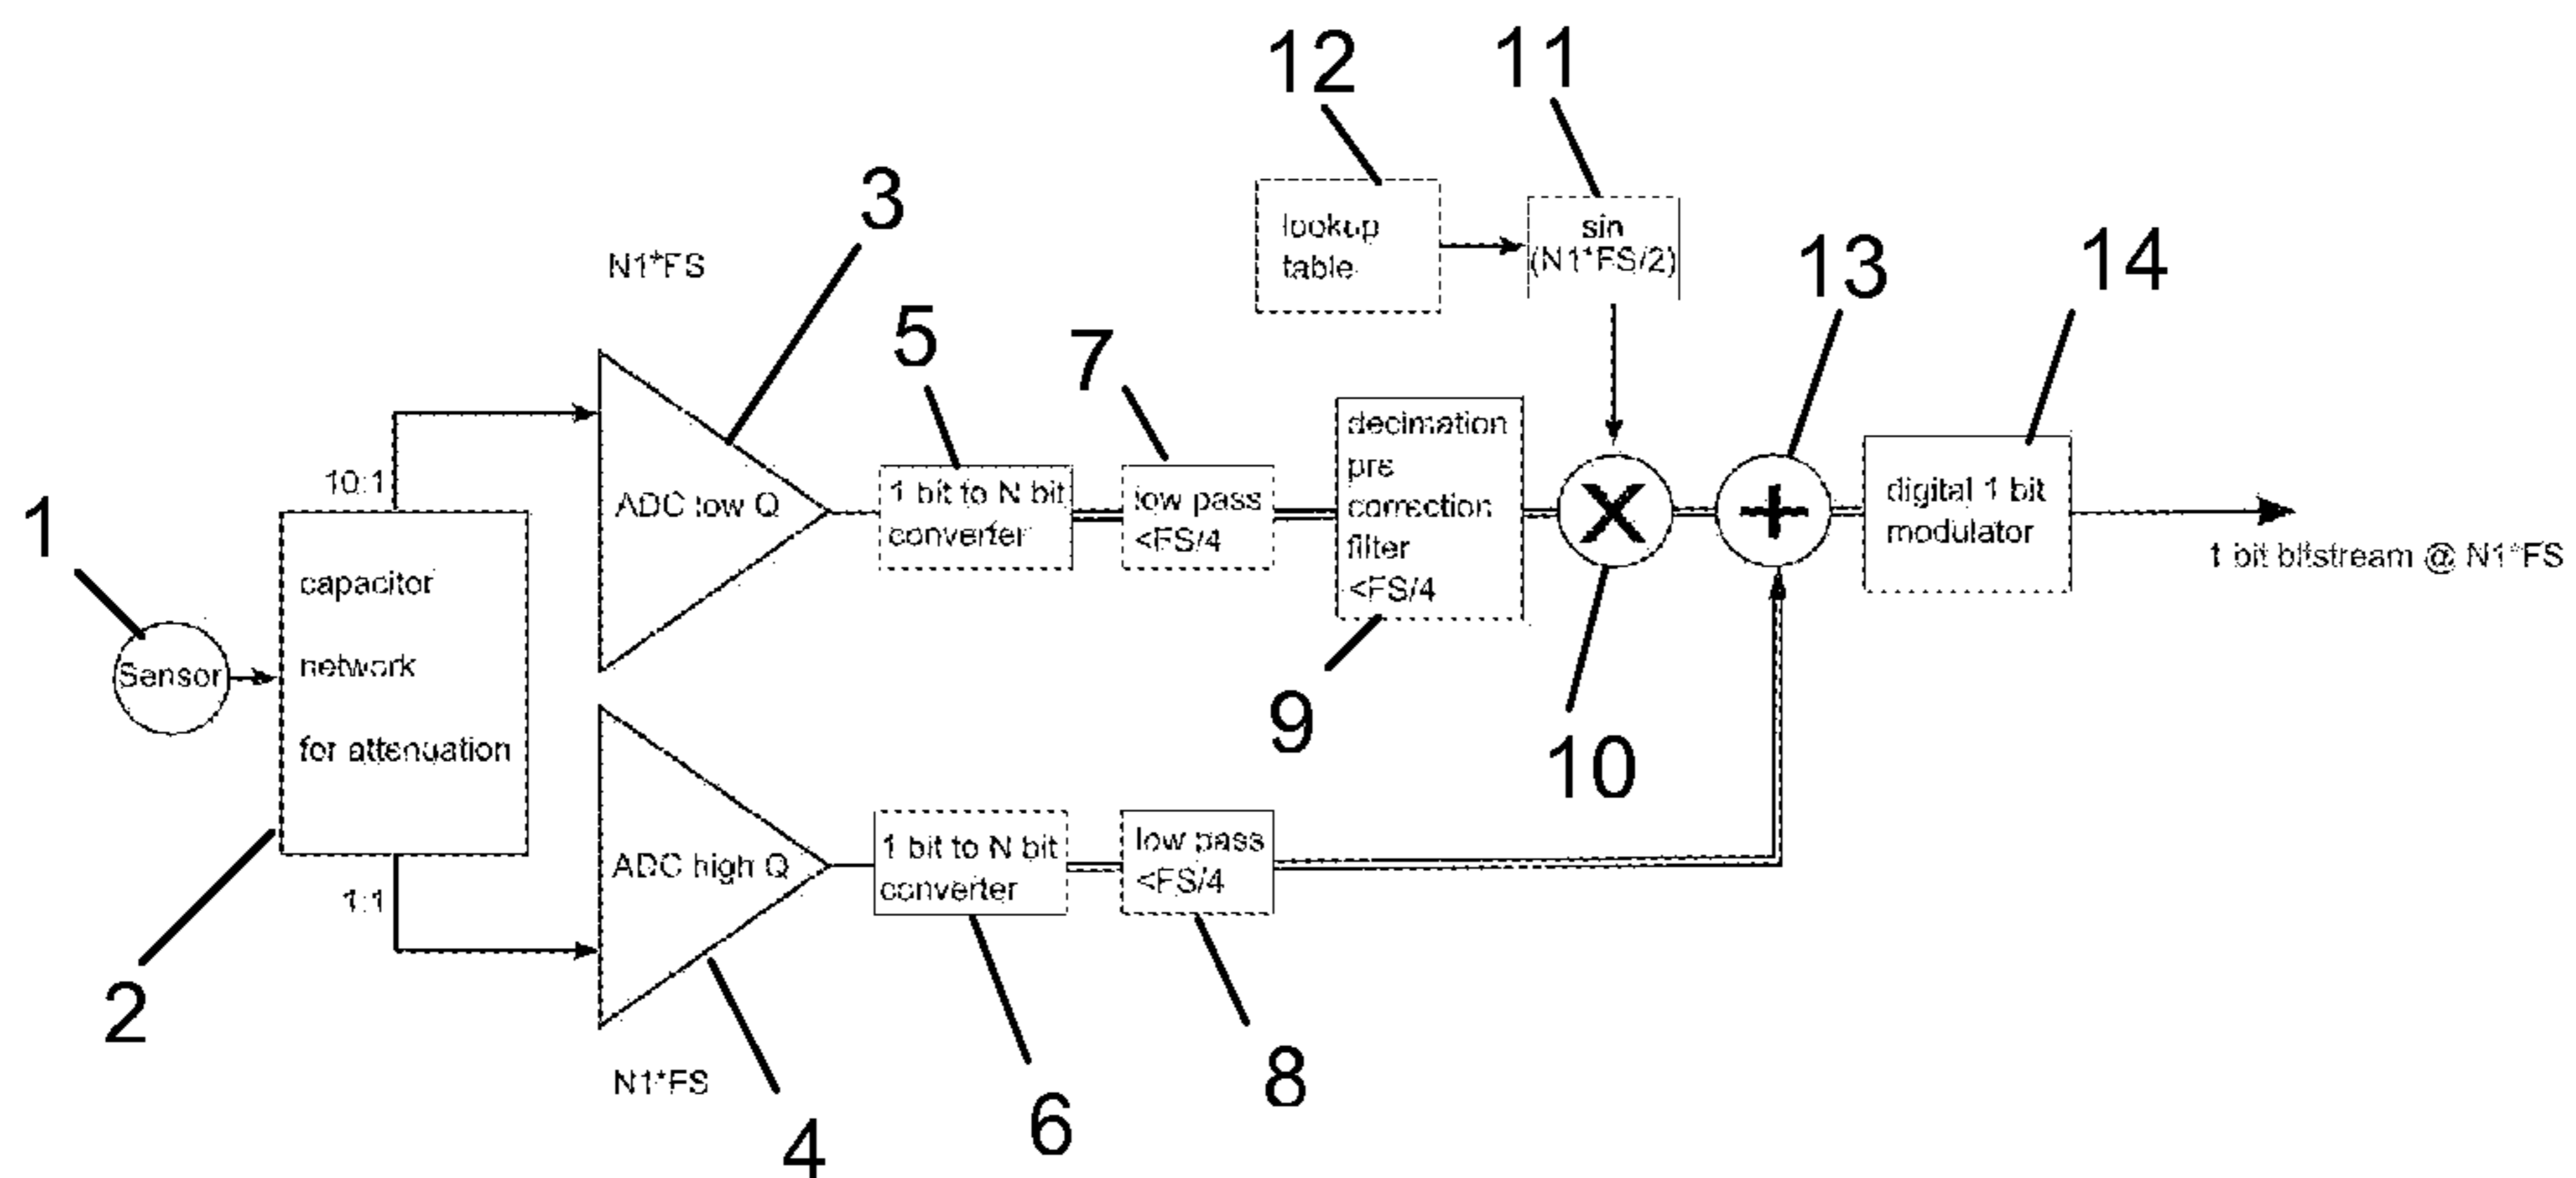 12
11
3
lookup
table
sin
(N1*FS/2)
13
14
N1*FS
5
7
decimation
pre
correction
filter
<FS/4
10:1
1
ADC low Q
1 bit to N bit
converter
low pass
<FS/4
X
+
digital 1 bit
modulator
1 bit bitstream @ N1*FS
capacitor
network
for attenuation
Sensor
9
10
2
1:1
ADC high Q
1 bit to N bit
converter
low pass
<FS/4
N1*FS
4
6
8